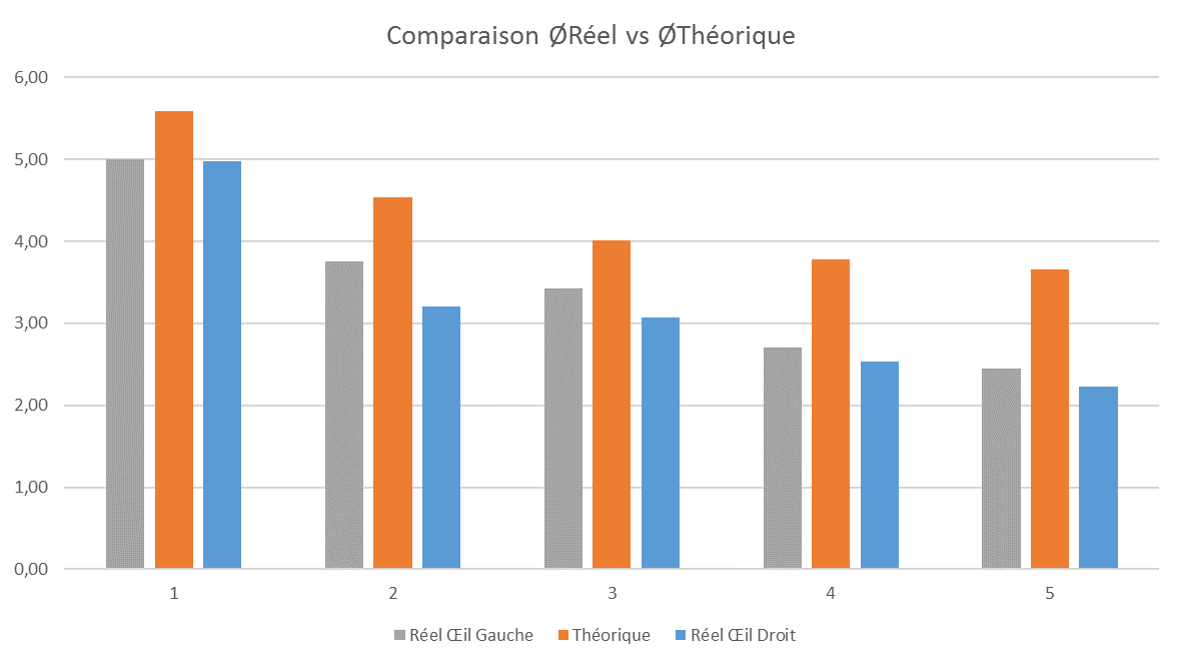 Comparaison ØRéel vs ØThéorique
6,00
5,00
4,00
3,00
2,00
1,00
0,00
1 2 3 4 5
Réel Œil Gauche Théorique Réel Œil Droit